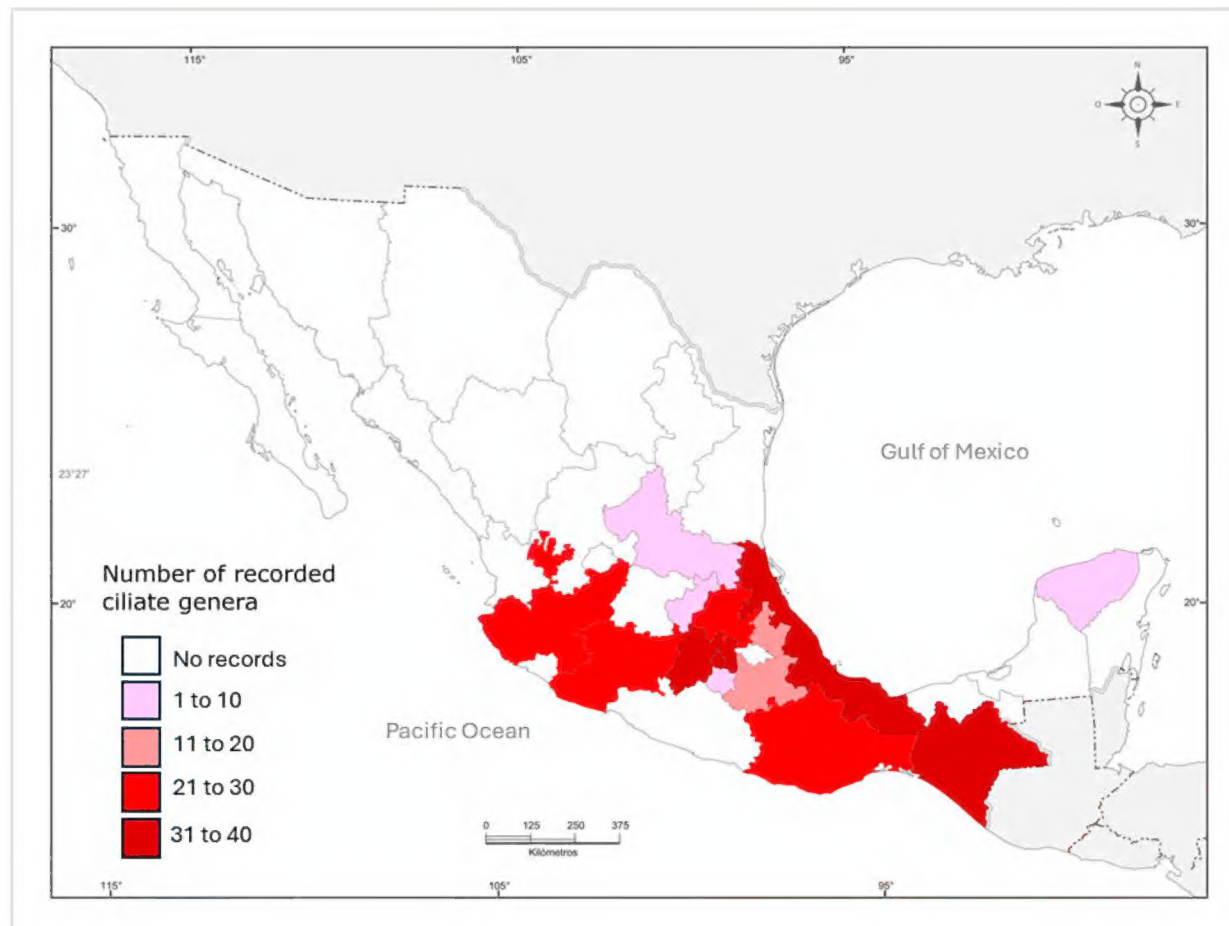 115°
105°
95°
N
O
E
S
30°
30°
Gulf of Mexico
23°27'
Number of recorded
ciliate genera
20°
20°
No records
1 to 10
Pacific Ocean
11 to 20
21 to 30
31 to 40
0 125 250 375
Kilómetros
115°
105°
95°